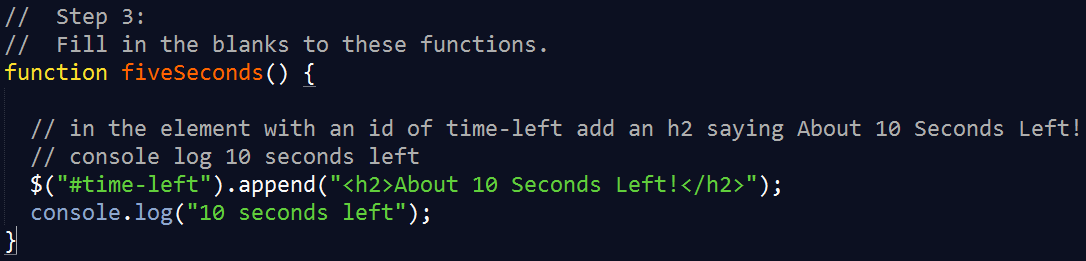 //  Step 3:
//  Fill in the blanks to these functions.
function fiveSeconds() {
// in the element with an id of time-left add an h2 saying About 10 Seconds Left!
// console log 10 seconds left
$("#time-left").append("<h2>About 10 Seconds Left!</h2>");
console.log("10 seconds left");
}